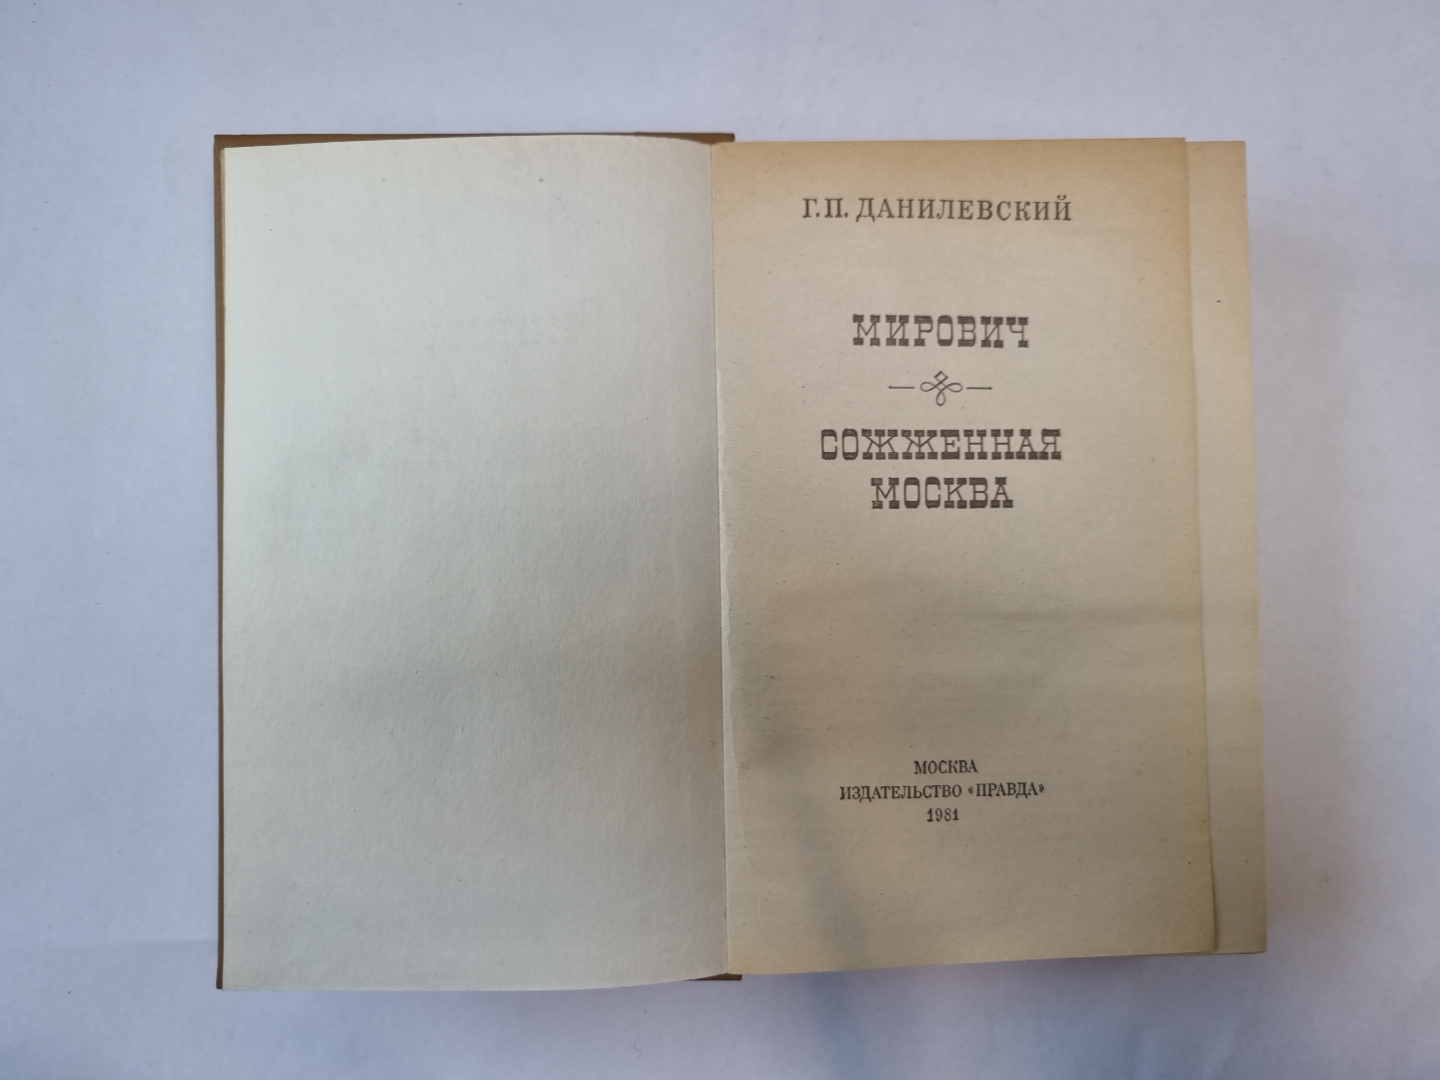 Г.П. ДАНИЛЕВСКИЙ
МИРОВИЧ
СОЖЖЕННАЯ
МОСКВА
МОСКВА
ИЗДАТЕЛЬСТВО «ПРАВДА»
1981